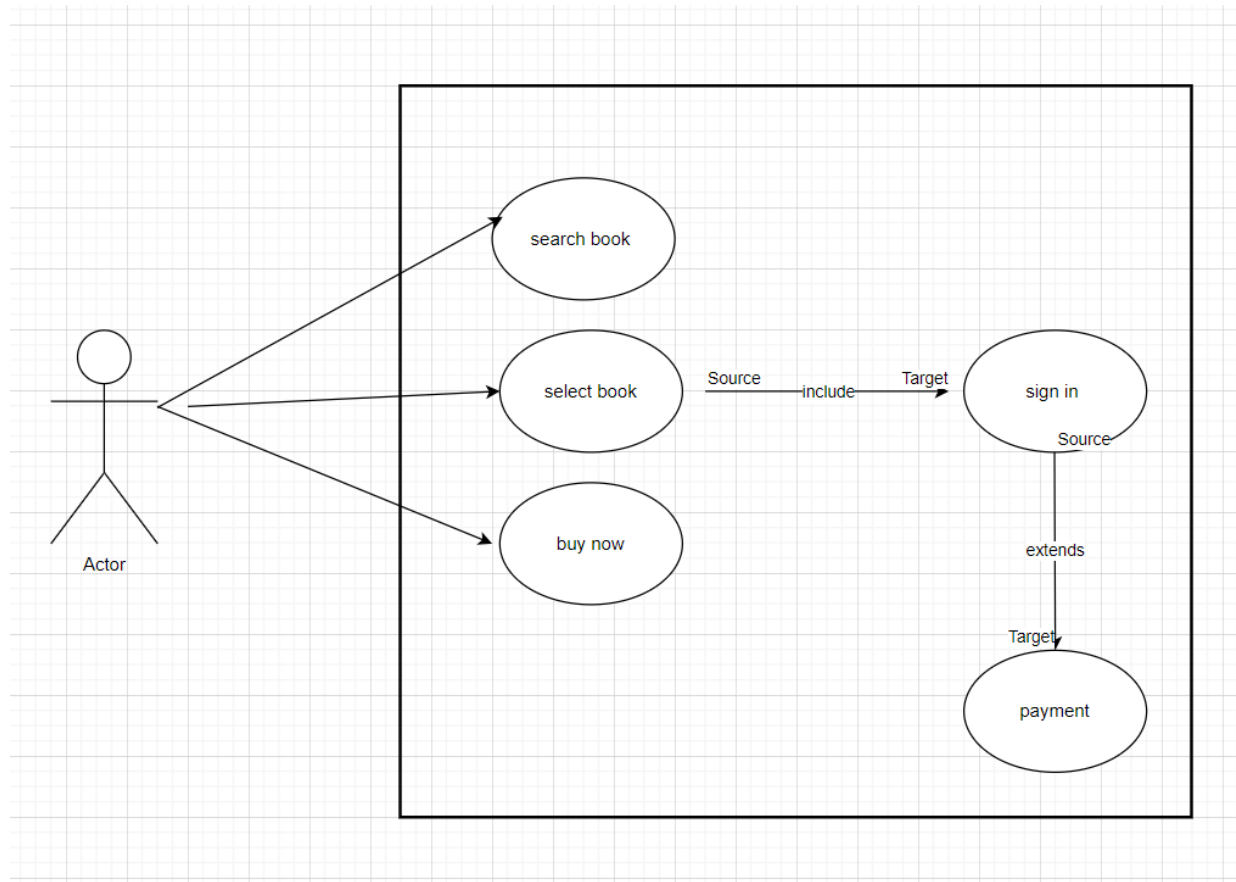 search book
select book
Source
include
Target
sign in
Source
buy now
extends
Actor
Target
payment